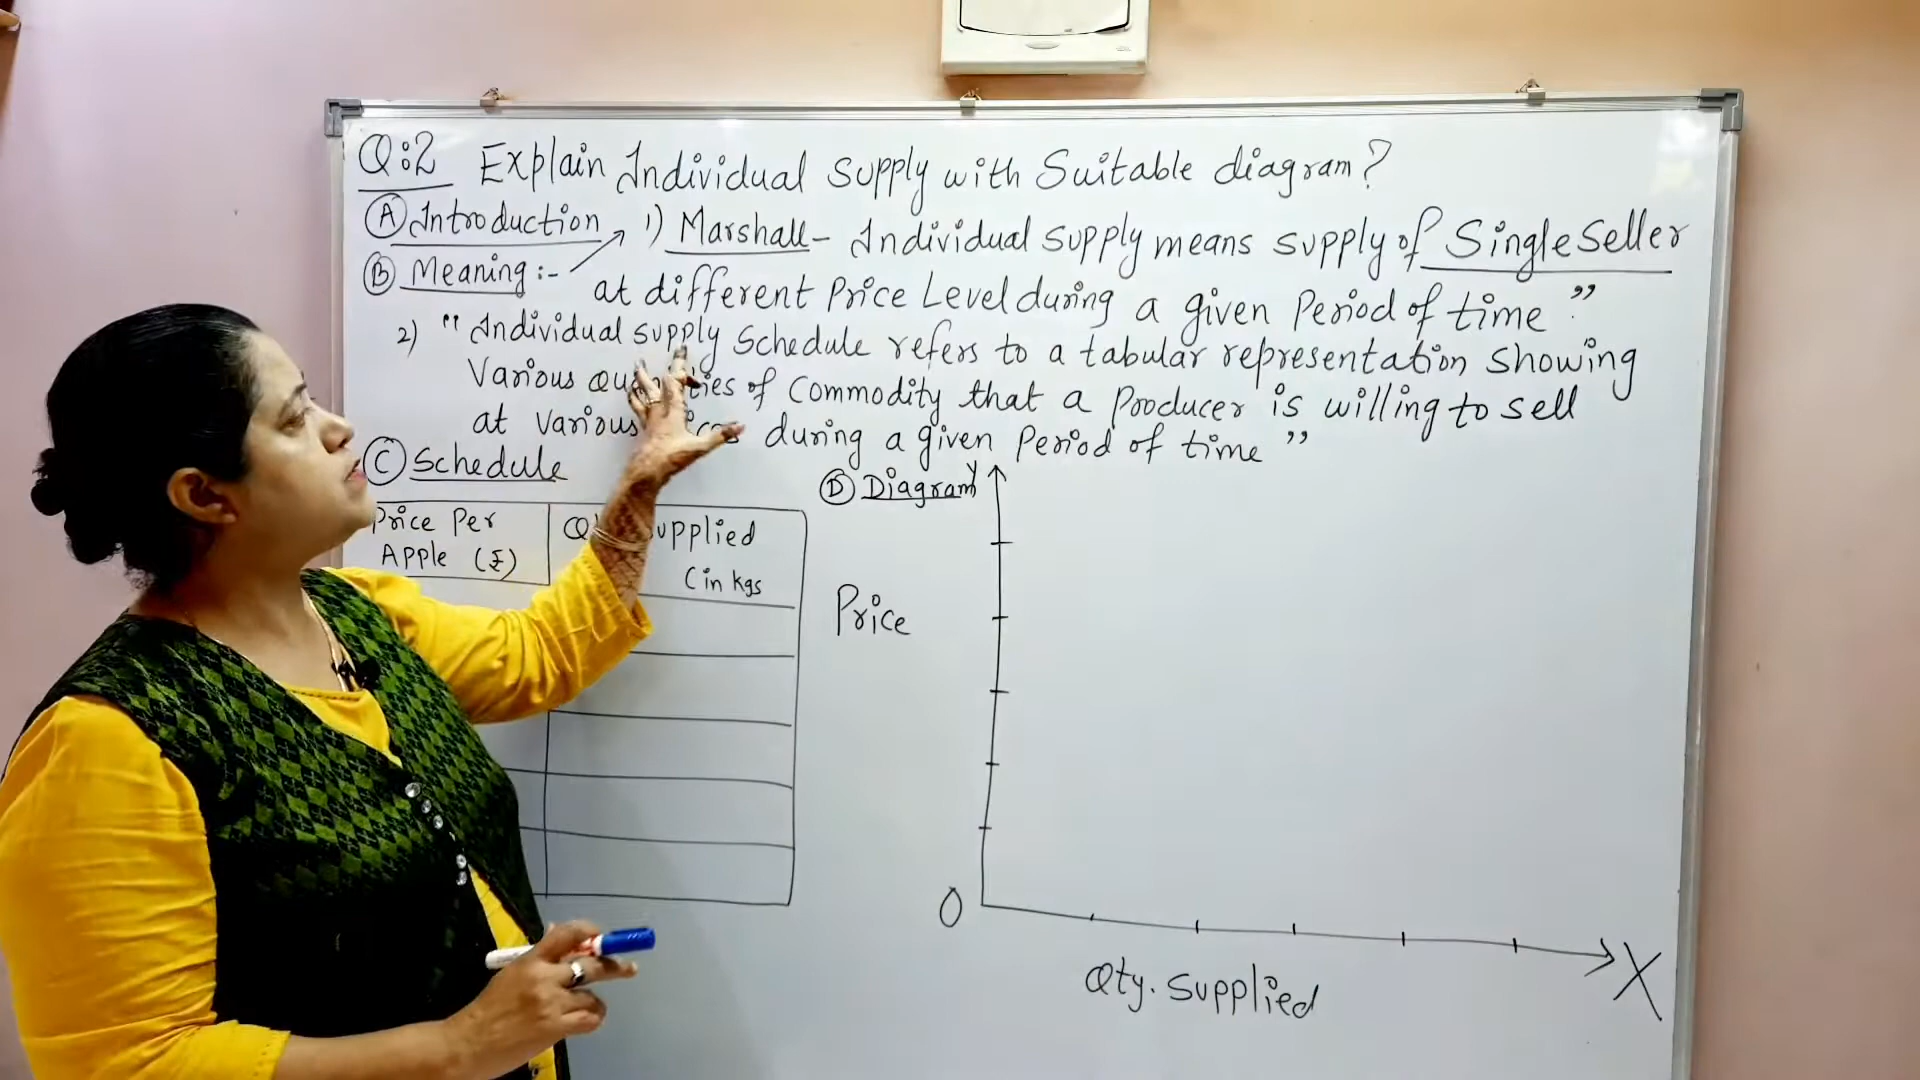 Q:2 Explain Individual Supply with Suitable diagram?
(A) Introduction
1) Marshall - Individual Supply means supply of Single Seller
(B) Meaning :-
at different Price Level during a given Period of time"
2) "Individual supply Schedule refers to a tabular representation showing
Various of Commodity that a Producer is willing to sell
at Various during a given Period of time"
(C) Schedule
(D) Diagram
Y
Price Per
Apple (₹)
Supplied
(in kgs
Price
O
X
Qty. Supplied